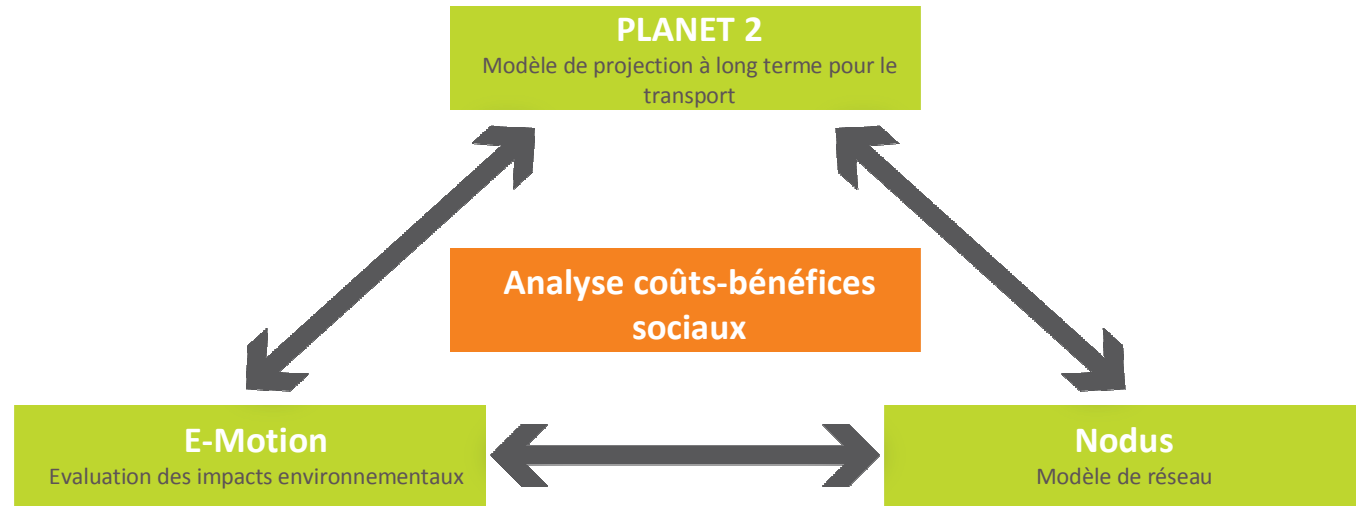 PLANET 2
Modèle de projection à long terme pour le
transport
Analyse coûts-bénéfices
sociaux
E-Motion
Evaluation des impacts environnementaux
Nodus
Modèle de réseau